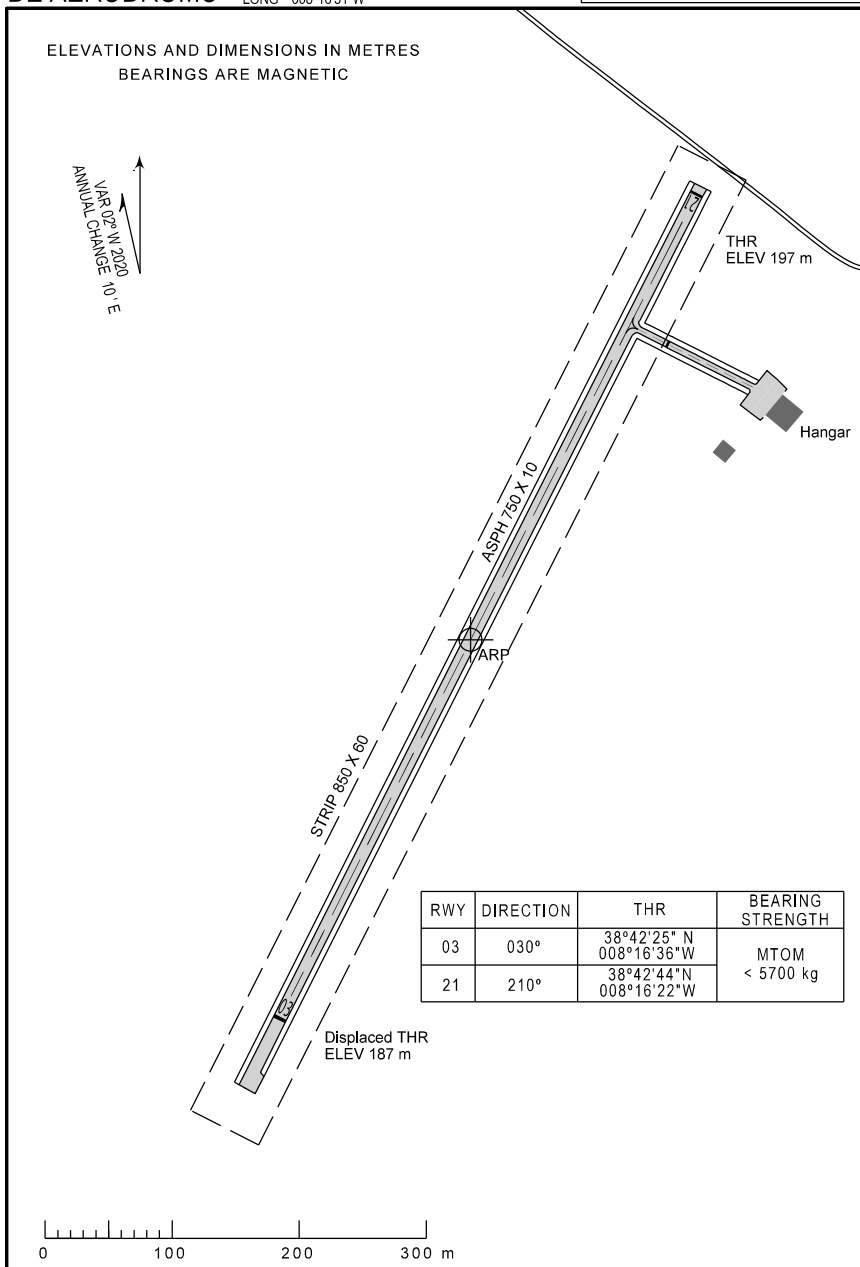 ELEVATIONS AND DIMENSIONS IN METRES
BEARINGS ARE MAGNETIC
VAR 02º W 2020
ANNUAL CHANGE 10 ' E
21
THR
ELEV 197 m
Hangar
ASPH 750 X 10
ARP
STRIP 850 X 60
RWY DIRECTION THR BEARING STRENGTH
03 030º 38º42'25" N 008º16'36"W MTOM < 5700 kg
21 210º 38º42'44"N 008º16'22"W
03
Displaced THR
ELEV 187 m
0 100 200 300 m